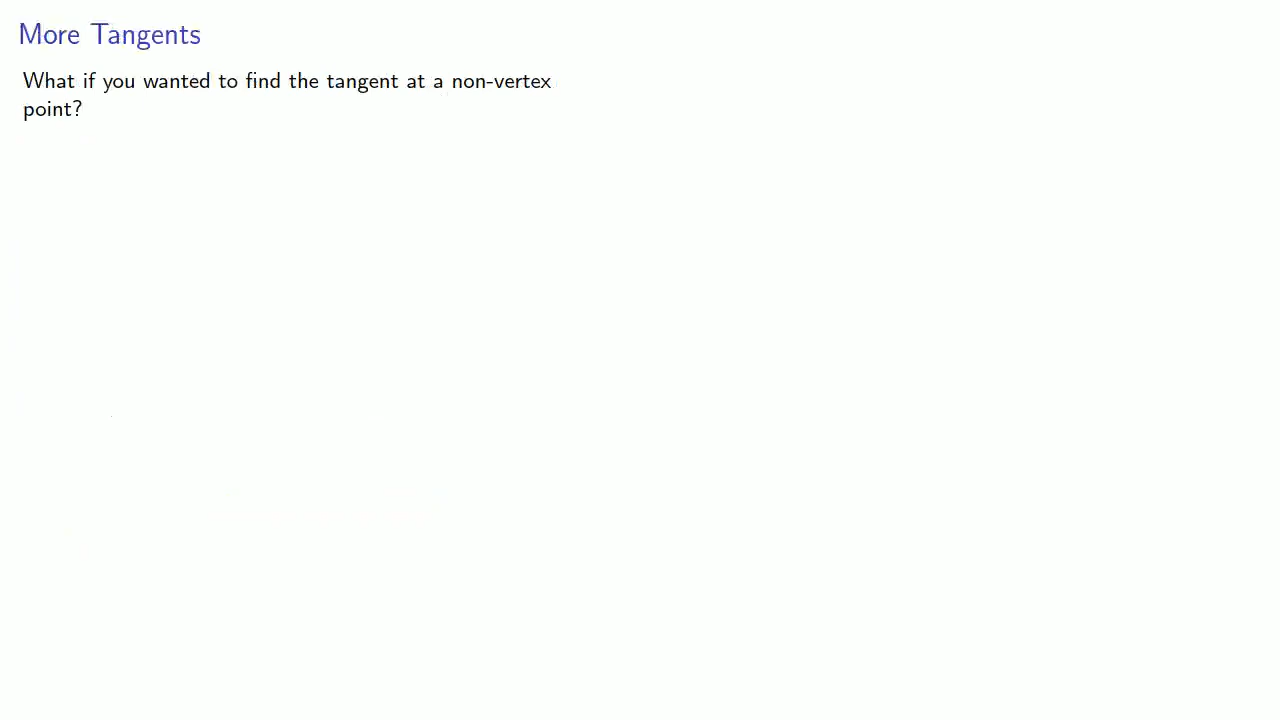 More Tangents
What if you wanted to find the tangent at a non-vertex
point?